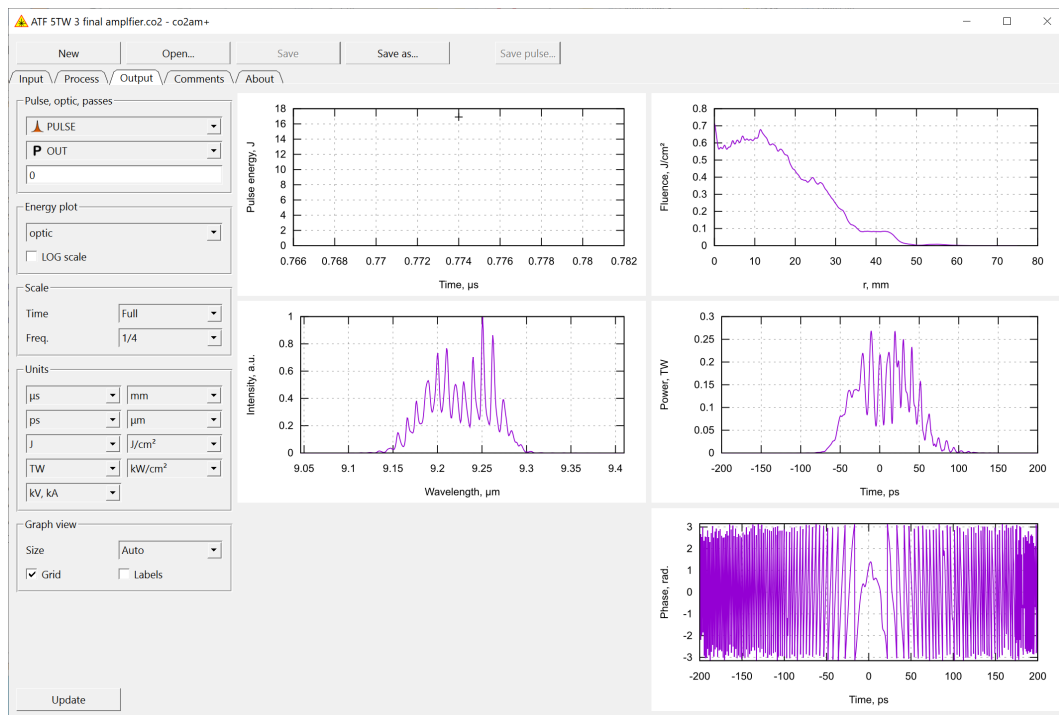 ATF 5TW 3 final amplfier.co2 - co2am+
New Open... Save Save as... Save pulse...
Input Process Output Comments About
Pulse, optic, passes
PULSE
P OUT
0
Energy plot
optic
LOG scale
Scale
Time Full
Freq. 1/4
Units
µs mm
ps µm
J J/cm²
TW kW/cm²
kV, kA
Graph view
Size Auto
Grid Labels
Update
Pulse energy, J
18
16
14
12
10
8
6
4
2
0
0.766 0.768 0.77 0.772 0.774 0.776 0.778 0.78 0.782
Time, µs
Fluence, J/cm²
0.8
0.7
0.6
0.5
0.4
0.3
0.2
0.1
0
0 10 20 30 40 50 60 70 80
r, mm
Intensity, a.u.
1
0.8
0.6
0.4
0.2
0
9.05 9.1 9.15 9.2 9.25 9.3 9.35 9.4
Wavelength, µm
Power, TW
0.3
0.25
0.2
0.15
0.1
0.05
0
-200 -150 -100 -50 0 50 100 150 200
Time, ps
Phase, rad.
3
2
1
0
-1
-2
-3
-200 -150 -100 -50 0 50 100 150 200
Time, ps